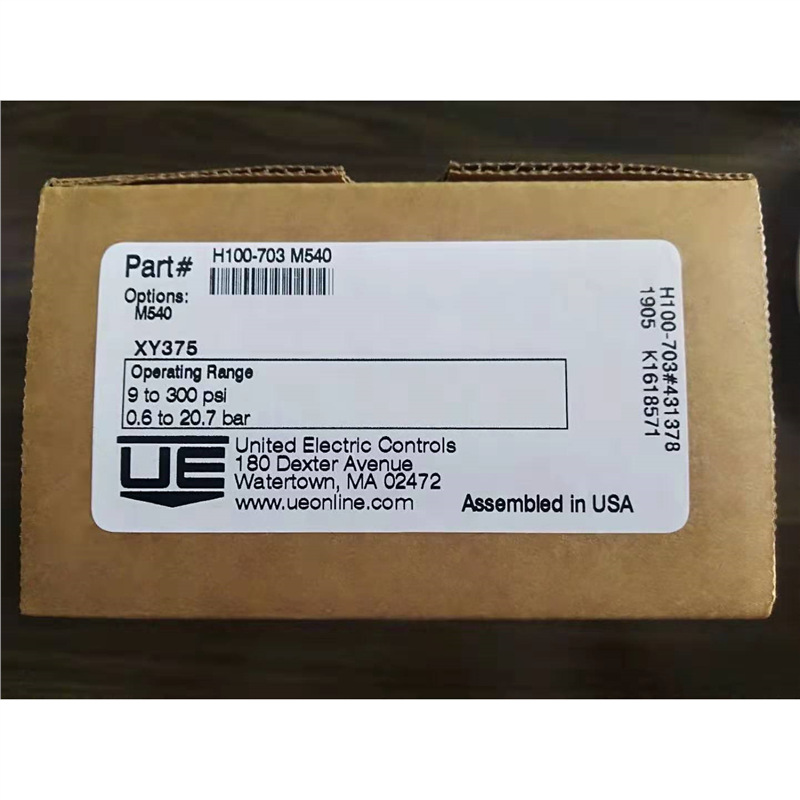 Part# H100-703 M540
Options:
M540
XY375
Operating Range
9 to 300 psi
0.6 to 20.7 bar
UE
United Electric Controls
180 Dexter Avenue
Watertown, MA 02472
www.ueonline.com
Assembled in USA
H100-703#431378
1905 K1618571